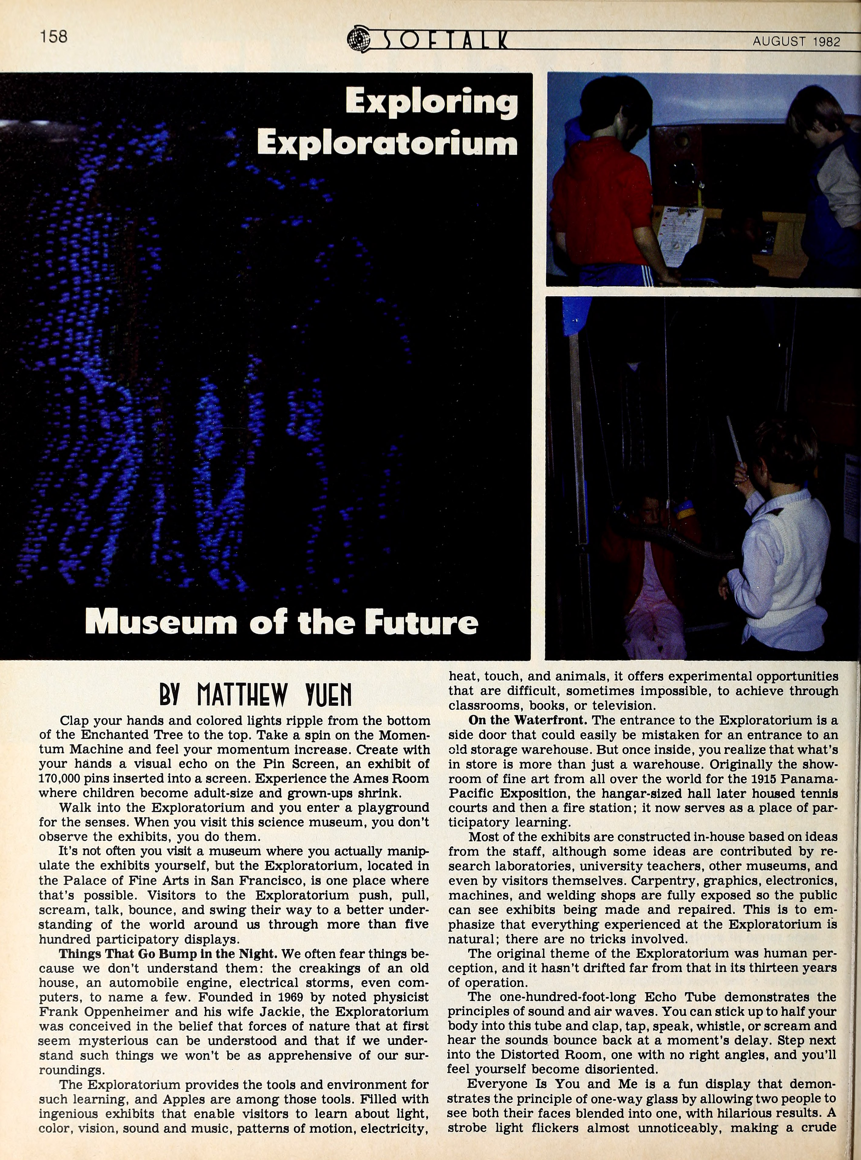 158
SOFTALK
AUGUST 1982
Exploring
Exploratorium
Museum of the Future
BY MATTHEW YUEN
Clap your hands and colored lights ripple from the bottom
of the Enchanted Tree to the top. Take a spin on the Momen-
tum Machine and feel your momentum increase. Create with
your hands a visual echo on the Pin Screen, an exhibit of
170,000 pins inserted into a screen. Experience the Ames Room
where children become adult-size and grown-ups shrink.
Walk into the Exploratorium and you enter a playground
for the senses. When you visit this science museum, you don't
observe the exhibits, you do them.
It's not often you visit a museum where you actually manip-
ulate the exhibits yourself, but the Exploratorium, located in
the Palace of Fine Arts in San Francisco, is one place where
that's possible. Visitors to the Exploratorium push, pull,
scream, talk, bounce, and swing their way to a better under-
standing of the world around us through more than five
hundred participatory displays.
Things That Go Bump in the Night. We often fear things be-
cause we don't understand them: the creakings of an old
house, an automobile engine, electrical storms, even com-
puters, to name a few. Founded in 1969 by noted physicist
Frank Oppenheimer and his wife Jackie, the Exploratorium
was conceived in the belief that forces of nature that at first
seem mysterious can be understood and that if we under-
stand such things we won't be as apprehensive of our sur-
roundings.
The Exploratorium provides the tools and environment for
such learning, and Apples are among those tools. Filled with
ingenious exhibits that enable visitors to learn about light,
color, vision, sound and music, patterns of motion, electricity,
heat, touch, and animals, it offers experimental opportunities
that are difficult, sometimes impossible, to achieve through
classrooms, books, or television.
On the Waterfront. The entrance to the Exploratorium is a
side door that could easily be mistaken for an entrance to an
old storage warehouse. But once inside, you realize that what's
in store is more than just a warehouse. Originally the show-
room of fine art from all over the world for the 1915 Panama-
Pacific Exposition, the hangar-sized hall later housed tennis
courts and then a fire station; it now serves as a place of par-
ticipatory learning.
Most of the exhibits are constructed in-house based on ideas
from the staff, although some ideas are contributed by re-
search laboratories, university teachers, other museums, and
even by visitors themselves. Carpentry, graphics, electronics,
machines, and welding shops are fully exposed so the public
can see exhibits being made and repaired. This is to em-
phasize that everything experienced at the Exploratorium is
natural; there are no tricks involved.
The original theme of the Exploratorium was human per-
ception, and it hasn't drifted far from that in its thirteen years
of operation.
The one-hundred-foot-long Echo Tube demonstrates the
principles of sound and air waves. You can stick up to half your
body into this tube and clap, tap, speak, whistle, or scream and
hear the sounds bounce back at a moment's delay. Step next
into the Distorted Room, one with no right angles, and you'll
feel yourself become disoriented.
Everyone Is You and Me is a fun display that demon-
strates the principle of one-way glass by allowing two people to
see both their faces blended into one, with hilarious results. A
strobe light flickers almost unnoticeably, making a crude